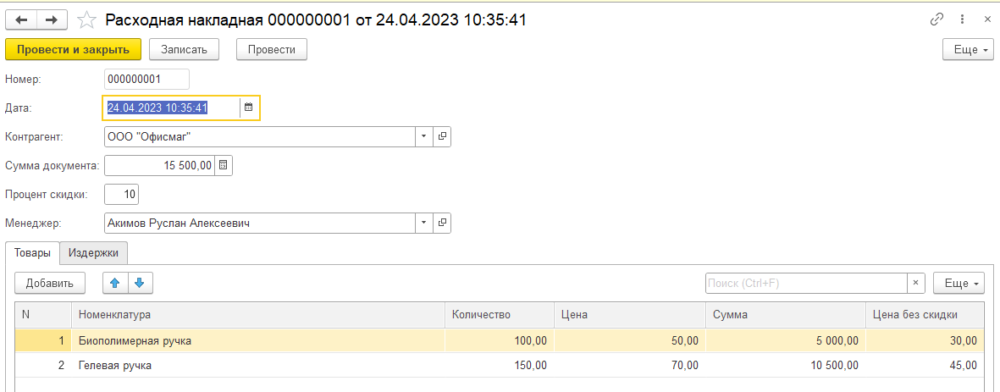 Расходная накладная 000000001 от 24.04.2023 10:35:41
Провести и закрыть Записать Провести Еще
Номер: 000000001
Дата: 24.04.2023 10:35:41
Контрагент: ООО "Офисмаг"
Сумма документа: 15 500,00
Процент скидки: 10
Менеджер: Акимов Руслан Алексеевич
Товары Издержки
Добавить Поиск (Ctrl+F) × Еще
N Номенклатура Количество Цена Сумма Цена без скидки
1 Биополимерная ручка 100,00 50,00 5 000,00 30,00
2 Гелевая ручка 150,00 70,00 10 500,00 45,00